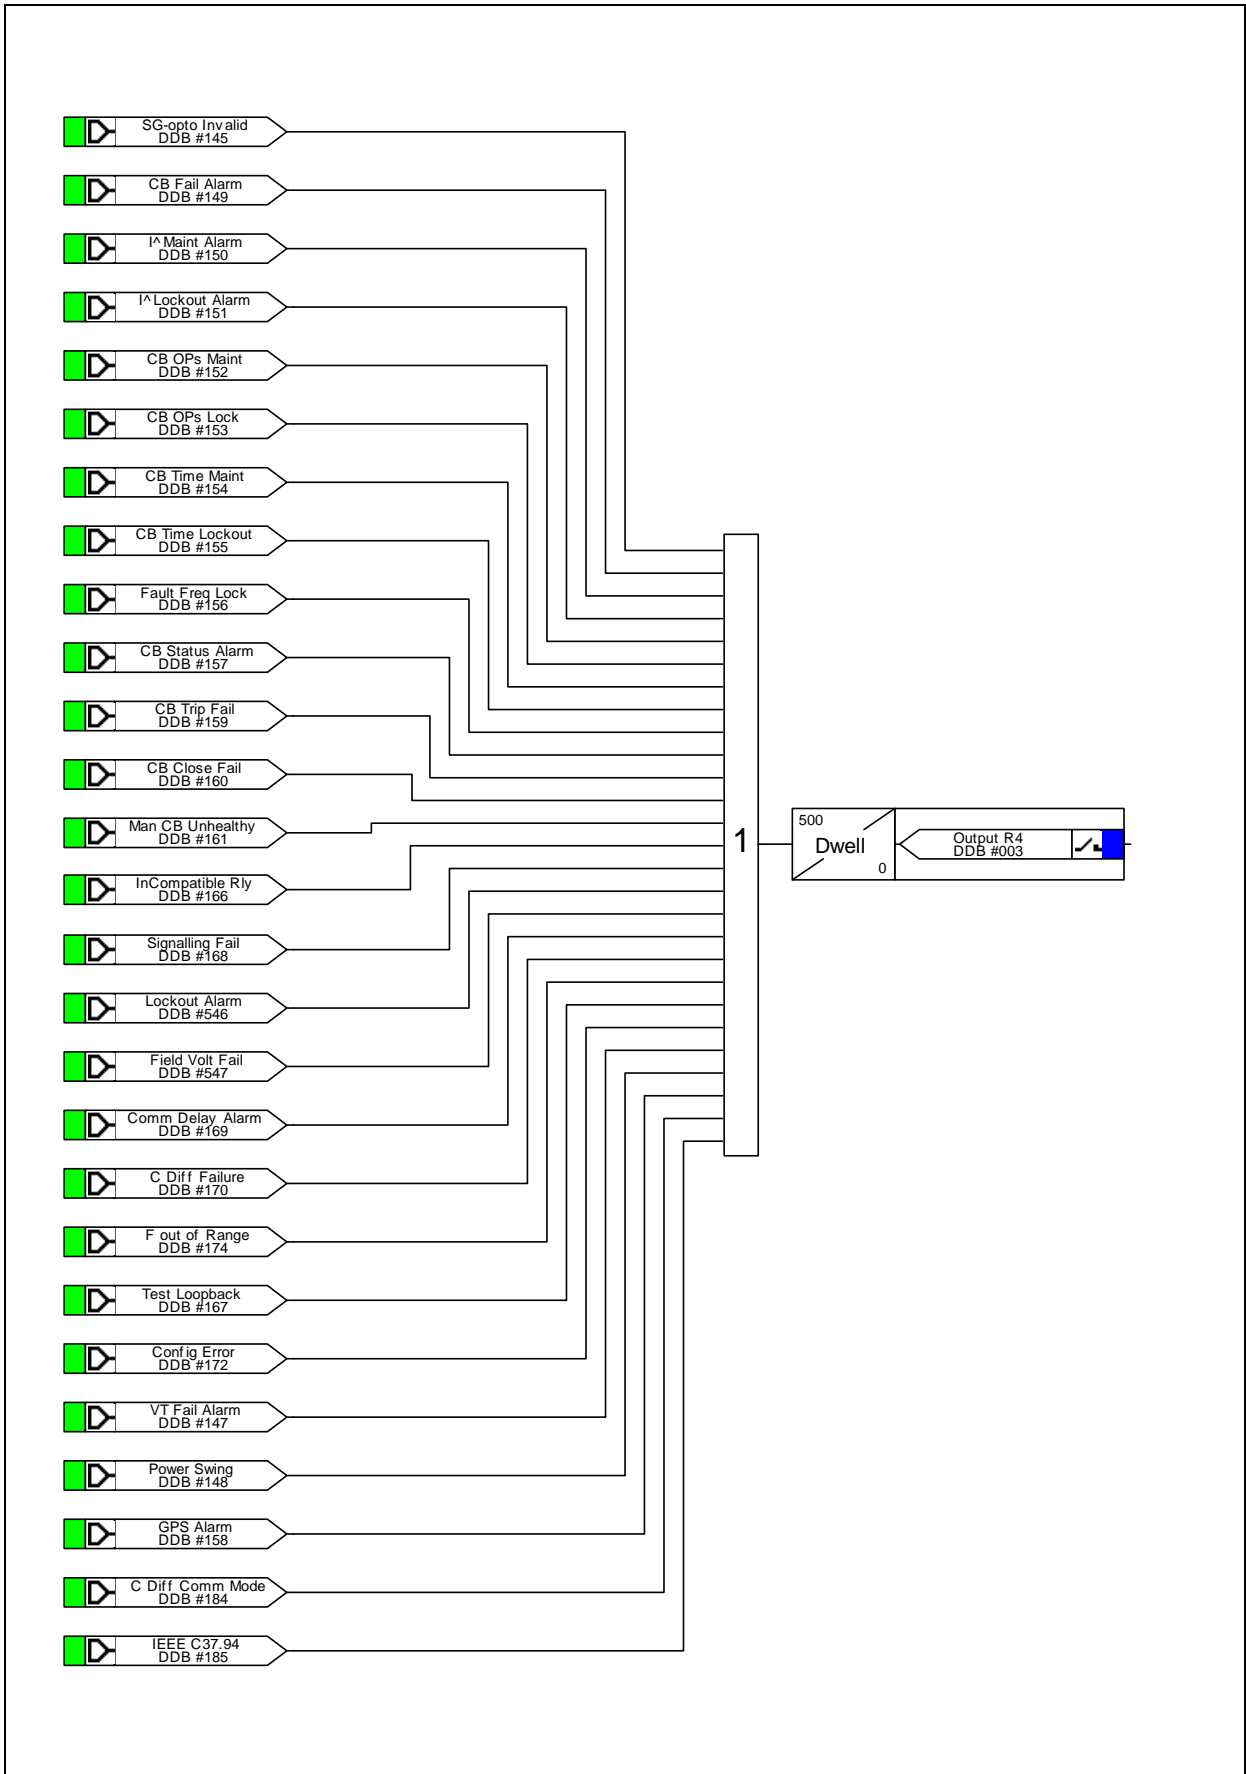 SG-opto Invalid
DDB #145
CB Fail Alarm
DDB #149
I^ Maint Alarm
DDB #150
I^ Lockout Alarm
DDB #151
CB OPs Maint
DDB #152
CB OPs Lock
DDB #153
CB Time Maint
DDB #154
CB Time Lockout
DDB #155
Fault Freq Lock
DDB #156
CB Status Alarm
DDB #157
CB Trip Fail
DDB #159
CB Close Fail
DDB #160
Man CB Unhealthy
DDB #161
InCompatible Rly
DDB #166
Signalling Fail
DDB #168
Lockout Alarm
DDB #546
Field Volt Fail
DDB #547
Comm Delay Alarm
DDB #169
C Diff Failure
DDB #170
F out of Range
DDB #174
Test Loopback
DDB #167
Config Error
DDB #172
VT Fail Alarm
DDB #147
Power Swing
DDB #148
GPS Alarm
DDB #158
C Diff Comm Mode
DDB #184
IEEE C37.94
DDB #185
1
500
Dwell
0
Output R4
DDB #003